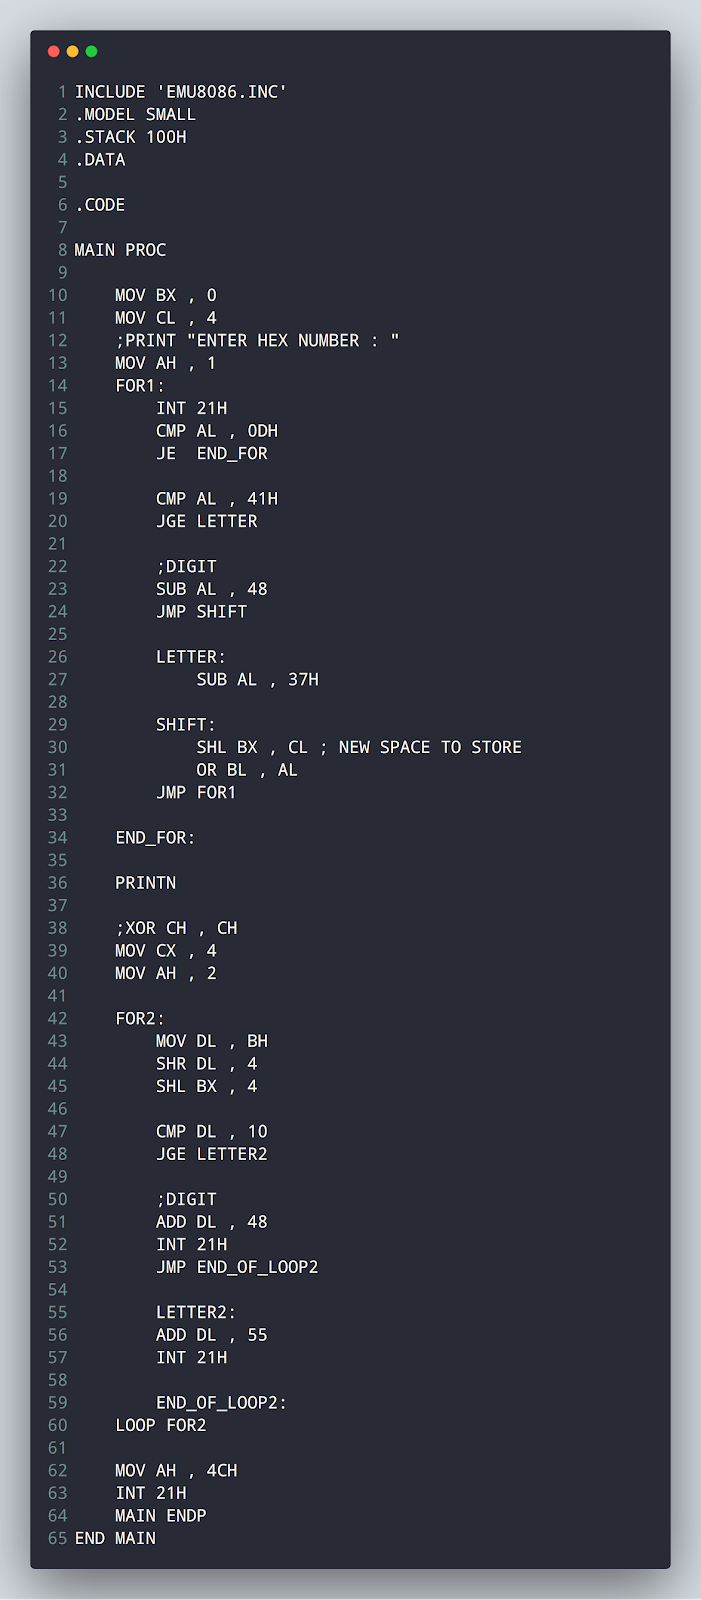 1 INCLUDE 'EMU8086.INC'
2 .MODEL SMALL
3 .STACK 100H
4 .DATA
5
6 .CODE
7
8 MAIN PROC
9
10     MOV BX , 0
11     MOV CL , 4
12     ;PRINT "ENTER HEX NUMBER : "
13     MOV AH , 1
14     FOR1:
15         INT 21H
16         CMP AL , 0DH
17         JE  END_FOR
18
19         CMP AL , 41H
20         JGE LETTER
21
22         ;DIGIT
23         SUB AL , 48
24         JMP SHIFT
25
26         LETTER:
27             SUB AL , 37H
28
29         SHIFT:
30             SHL BX , CL ; NEW SPACE TO STORE
31             OR BL , AL
32         JMP FOR1
33
34     END_FOR:
35
36     PRINTN
37
38     ;XOR CH , CH
39     MOV CX , 4
40     MOV AH , 2
41
42     FOR2:
43         MOV DL , BH
44         SHR DL , 4
45         SHL BX , 4
46
47         CMP DL , 10
48         JGE LETTER2
49
50         ;DIGIT
51         ADD DL , 48
52         INT 21H
53         JMP END_OF_LOOP2
54
55         LETTER2:
56         ADD DL , 55
57         INT 21H
58
59         END_OF_LOOP2:
60     LOOP FOR2
61
62     MOV AH , 4CH
63     INT 21H
64     MAIN ENDP
65 END MAIN